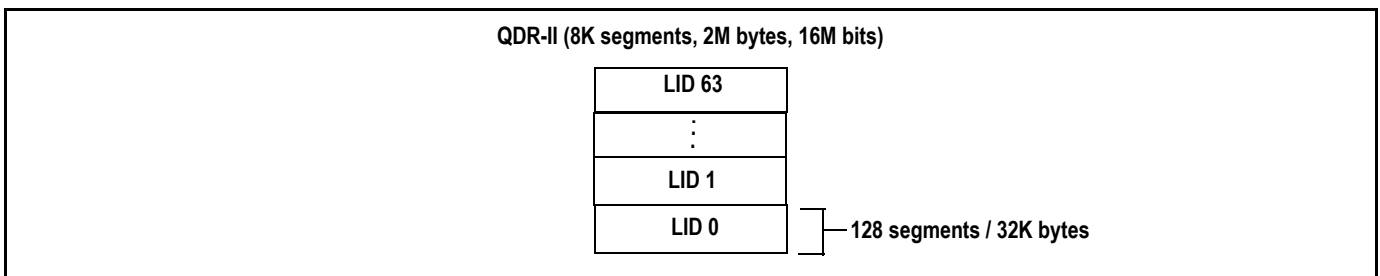 QDR-II (8K segments, 2M bytes, 16M bits)
LID 63
⋮
LID 1
LID 0
128 segments / 32K bytes